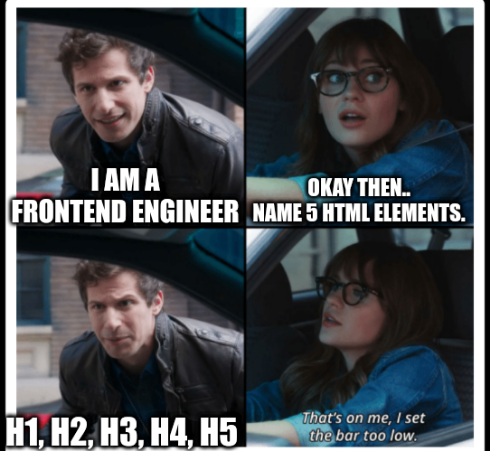 I AM A
FRONTEND ENGINEER
OKAY THEN..
NAME 5 HTML ELEMENTS.
H1, H2, H3, H4, H5
That's on me, I set
the bar too low.